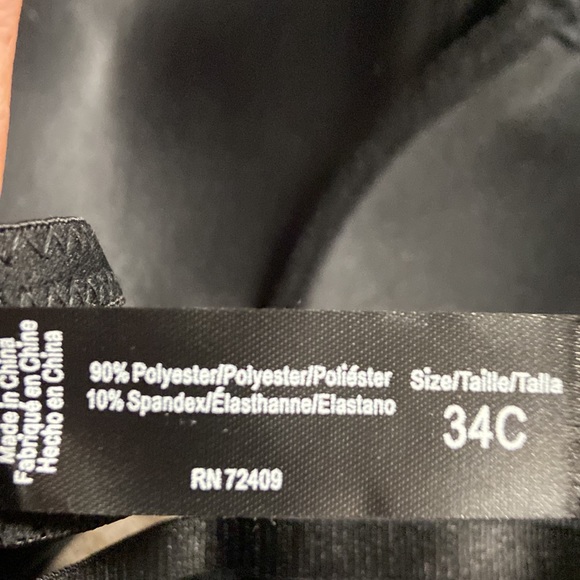 Made in China
Fabriqué en Chine
Hecho en China
90% Polyester/Polyester/Poliéster
10% Spandex/Élasthanne/Elastano
RN 72409
Size/Taille/Talla
34C